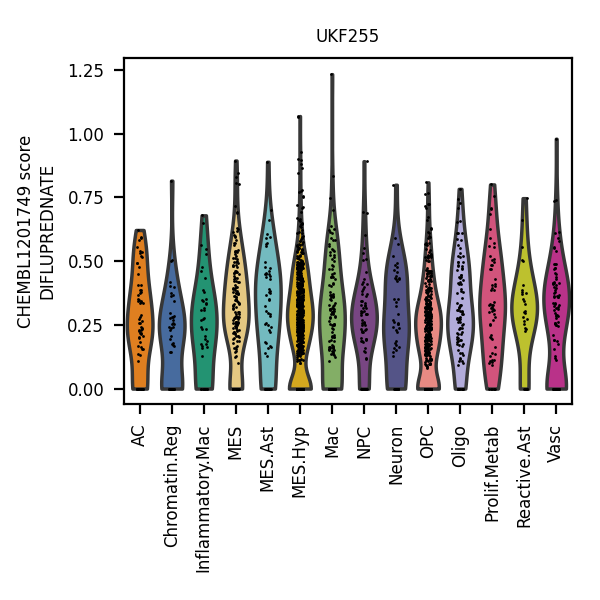 UKF255
CHEMBL1201749 score
DIFLUPREDNATE
1.25
1.00
0.75
0.50
0.25
0.00
AC
Chromatin.Reg
Inflammatory.Mac
MES
MES.Ast
MES.Hyp
Mac
NPC
Neuron
OPC
Oligo
Prolif.Metab
Reactive.Ast
Vasc